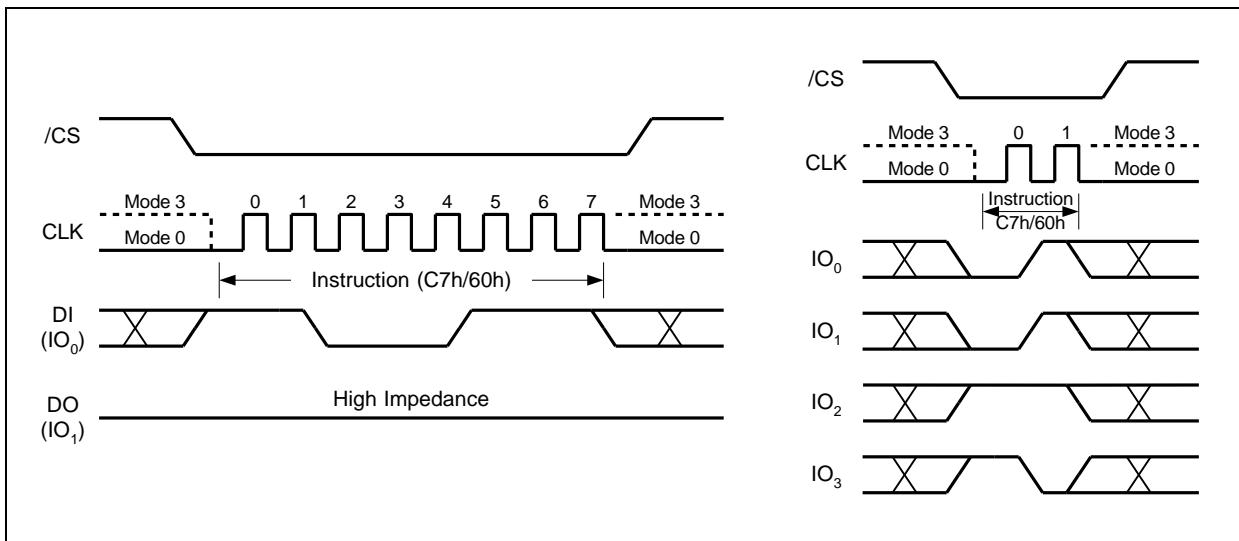 /CS
Mode 3
0 1 2 3 4 5 6 7
Mode 3
CLK
Mode 0
Mode 0
Instruction (C7h/60h)
DI
(IO0)
High Impedance
DO
(IO1)
/CS
Mode 3
0 1
Mode 3
CLK
Mode 0
Mode 0
Instruction
C7h/60h
IO0
IO1
IO2
IO3